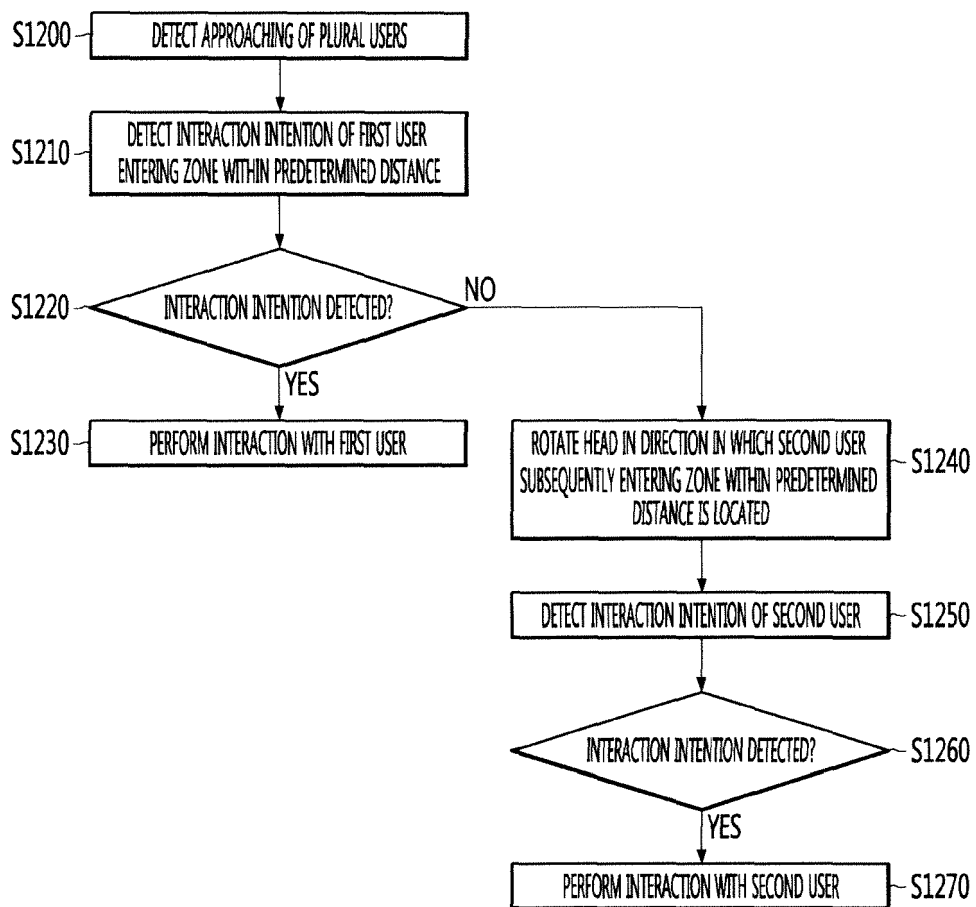 S1200
DETECT APPROACHING OF PLURAL USERS
S1210
DETECT INTERACTION INTENTION OF FIRST USER
ENTERING ZONE WITHIN PREDETERMINED DISTANCE
S1220
INTERACTION INTENTION DETECTED?
NO
YES
S1230
PERFORM INTERACTION WITH FIRST USER
ROTATE HEAD IN DIRECTION IN WHICH SECOND USER
SUBSEQUENTLY ENTERING ZONE WITHIN PREDETERMINED
DISTANCE IS LOCATED
S1240
DETECT INTERACTION INTENTION OF SECOND USER
S1250
INTERACTION INTENTION DETECTED?
S1260
YES
PERFORM INTERACTION WITH SECOND USER
S1270